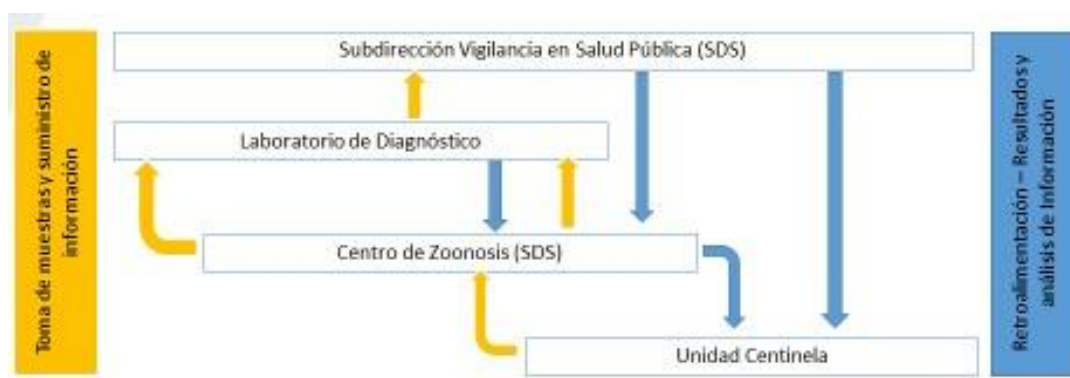 Toma de muestras y suministro de
información
Subdirección Vigilancia en Salud Pública (SDS)
Laboratorio de Diagnóstico
Centro de Zoonosis (SDS)
Unidad Centinela
Retroalimentación – Resultados y
análisis de Información